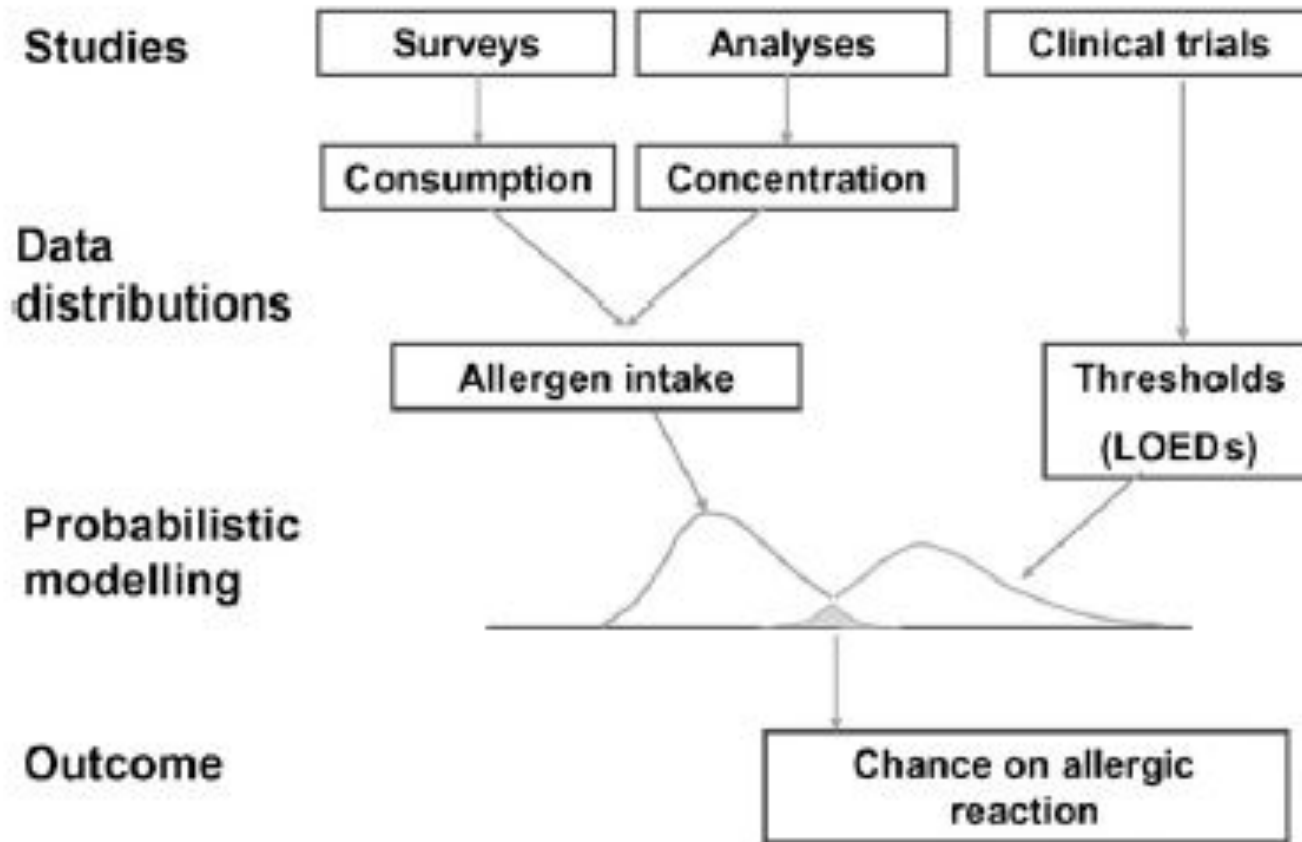 Studies
Surveys
Analyses
Clinical trials
Consumption
Concentration
Data
distributions
Allergen intake
Thresholds
(LOEDs)
Probabilistic
modelling
Outcome
Chance on allergic
reaction